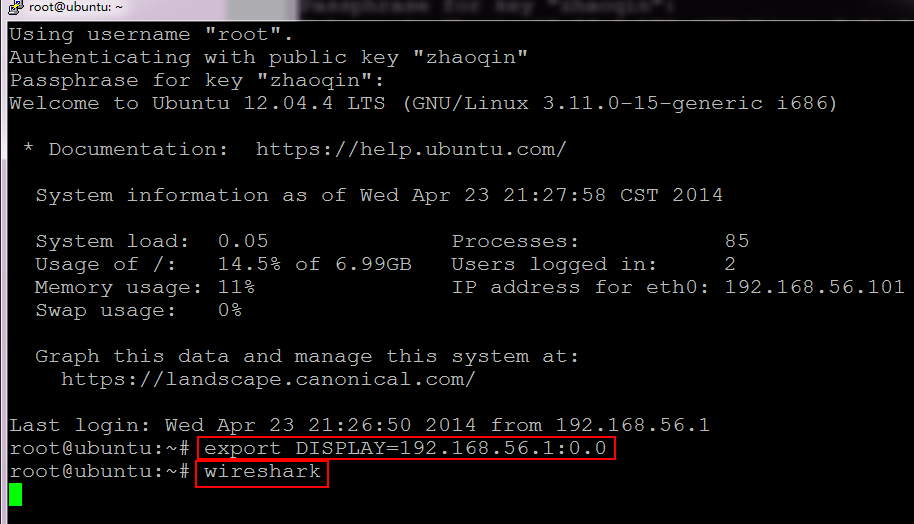 Passphrase for key "zhaoqin":
root@ubuntu: ~
Using username "root".
Authenticating with public key "zhaoqin"
Passphrase for key "zhaoqin":
Welcome to Ubuntu 12.04.4 LTS (GNU/Linux 3.11.0-15-generic i686)
* Documentation:  https://help.ubuntu.com/
System information as of Wed Apr 23 21:27:58 CST 2014
System load:  0.05              Processes:           85
Usage of /:   14.5% of 6.99GB   Users logged in:     2
Memory usage: 11%               IP address for eth0: 192.168.56.101
Swap usage:   0%
Graph this data and manage this system at:
https://landscape.canonical.com/
Last login: Wed Apr 23 21:26:50 2014 from 192.168.56.1
root@ubuntu:~# export DISPLAY=192.168.56.1:0.0
root@ubuntu:~# wireshark